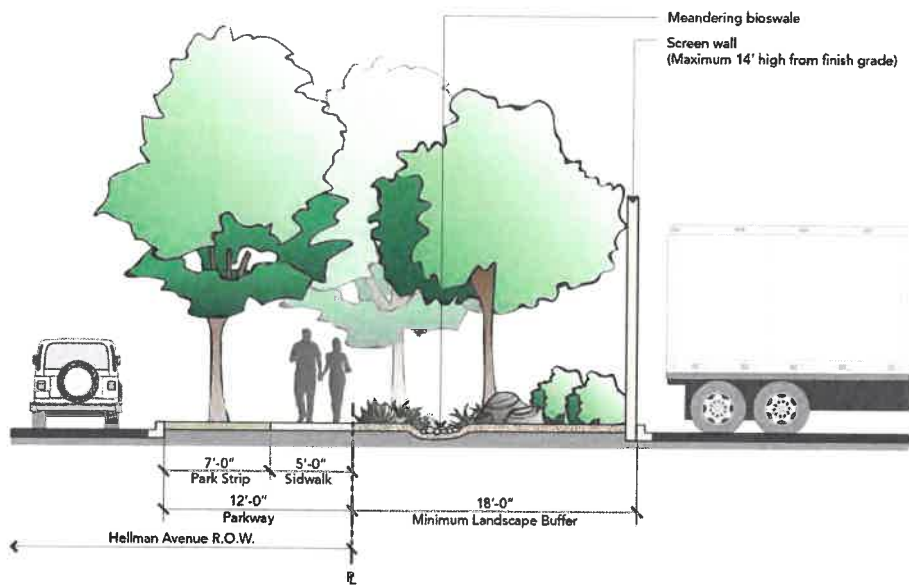 Meandering bioswale
Screen wall
(Maximum 14' high from finish grade)
7'-0"
Park Strip
5'-0"
Sidwalk
12'-0"
Parkway
18'-0"
Minimum Landscape Buffer
Hellman Avenue R.O.W.
PL